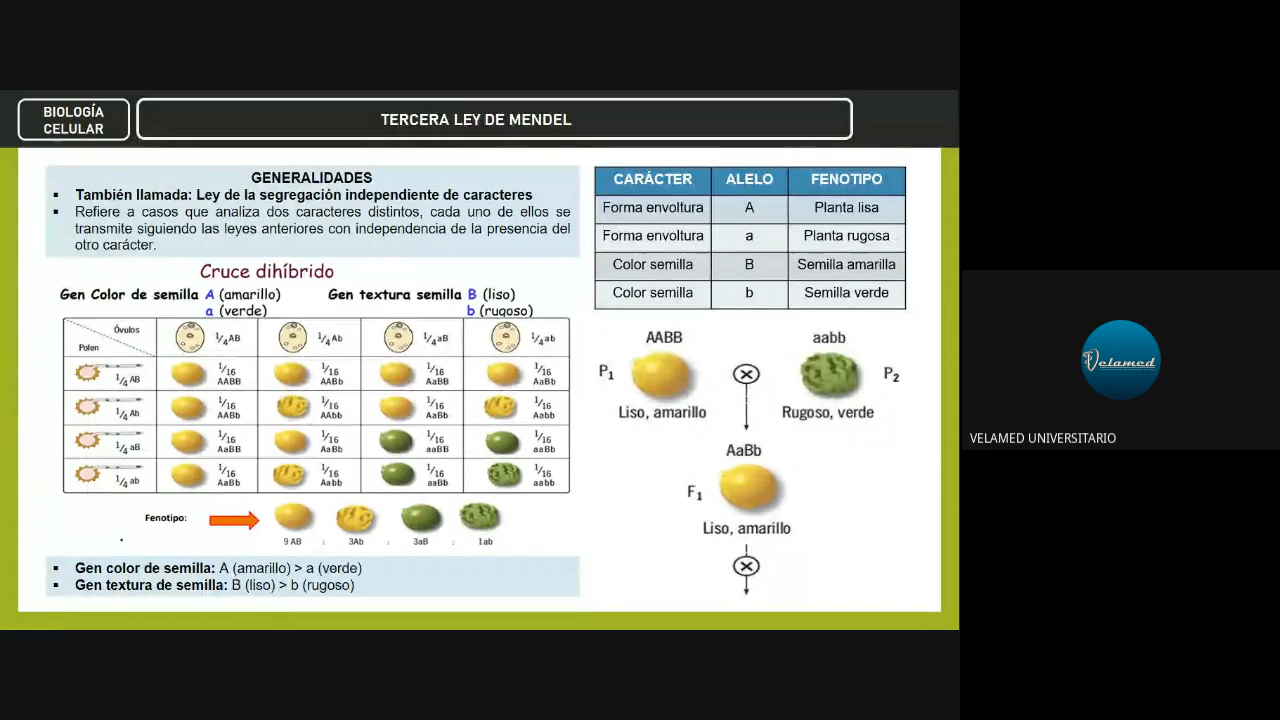 BIOLOGÍA
CELULAR
TERCERA LEY DE MENDEL
GENERALIDADES
▪ También llamada: Ley de la segregación independiente de caracteres
▪ Refiere a casos que analiza dos caracteres distintos, cada uno de ellos se
transmite siguiendo las leyes anteriores con independencia de la presencia del
otro carácter.
Cruce dihíbrido
Gen Color de semilla A (amarillo) Gen textura semilla B (liso)
a (verde) b (rugoso)
Óvulos
Polen
1/4 AB 1/4 Ab 1/4 aB 1/4 ab
1/4 AB 1/16 AABB 1/16 AABb 1/16 AaBB 1/16 AaBb
1/4 Ab 1/16 AABb 1/16 AAbb 1/16 AaBb 1/16 Aabb
1/4 aB 1/16 AaBB 1/16 AaBb 1/16 aaBB 1/16 aaBb
1/4 ab 1/16 AaBb 1/16 Aabb 1/16 aaBb 1/16 aabb
Fenotipo:
9 AB : 3Ab : 3aB : 1ab
▪ Gen color de semilla: A (amarillo) > a (verde)
▪ Gen textura de semilla: B (liso) > b (rugoso)
CARÁCTER ALELO FENOTIPO
Forma envoltura A Planta lisa
Forma envoltura a Planta rugosa
Color semilla B Semilla amarilla
Color semilla b Semilla verde
AABB aabb
P1 P2
Liso, amarillo Rugoso, verde
AaBb
F1
Liso, amarillo
Velamed
VELAMED UNIVERSITARIO